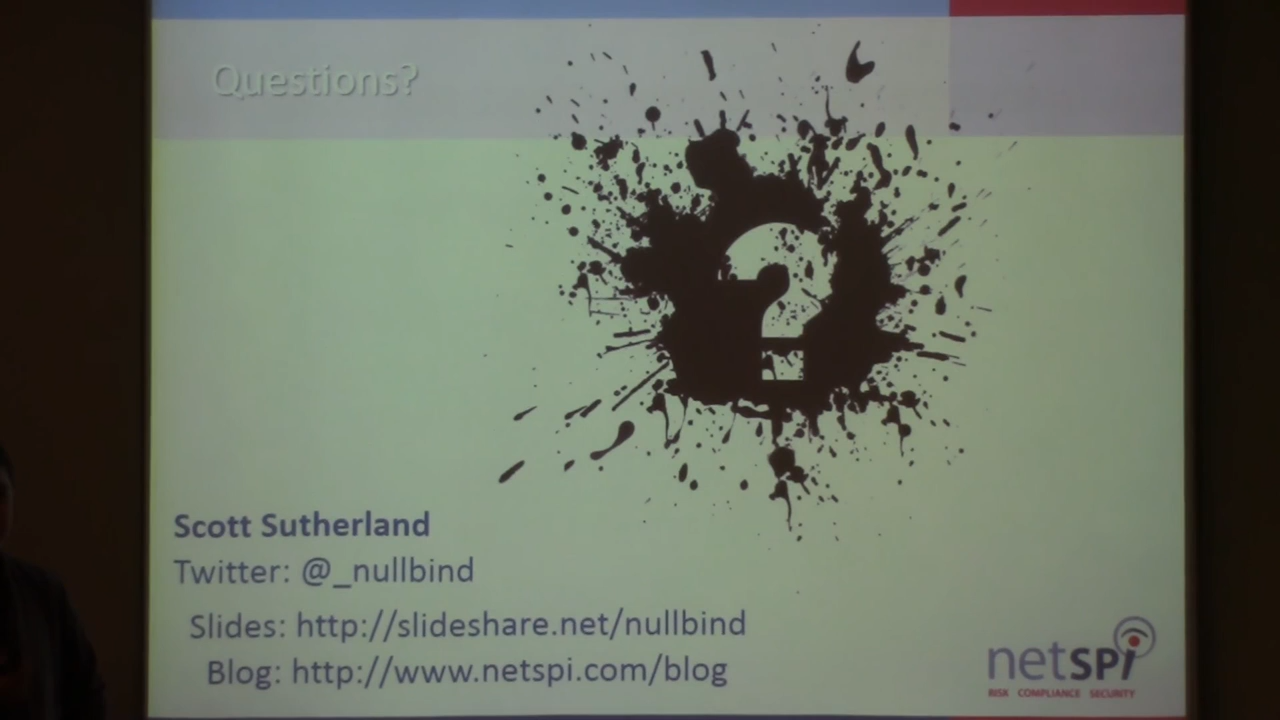 Questions?
?
Scott Sutherland
Twitter: @_nullbind
Slides: http://slideshare.net/nullbind
Blog: http://www.netspi.com/blog
netSPi
RISK COMPLIANCE SECURITY